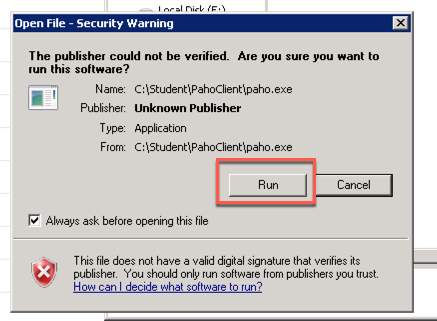 Local Disk (F:)
Open File - Security Warning
The publisher could not be verified. Are you sure you want to
run this software?
Name: C:\Student\PahoClient\paho.exe
Publisher: Unknown Publisher
Type: Application
From: C:\Student\PahoClient\paho.exe
Run Cancel
Always ask before opening this file
This file does not have a valid digital signature that verifies its
publisher. You should only run software from publishers you trust.
How can I decide what software to run?